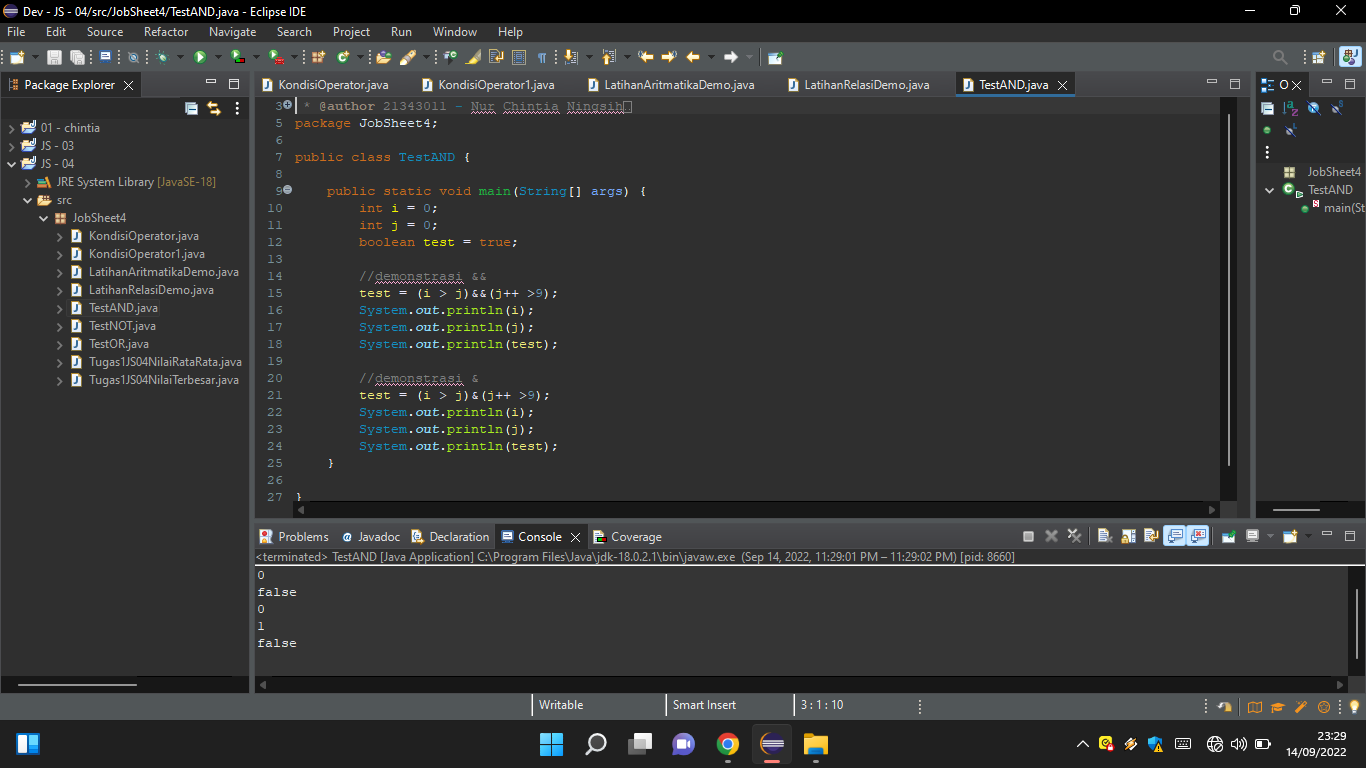 Dev - JS - 04/src/JobSheet4/TestAND.java - Eclipse IDE
File Edit Source Refactor Navigate Search Project Run Window Help
Package Explorer
01 - chintia
JS - 03
JS - 04
JRE System Library [JavaSE-18]
src
JobSheet4
KondisiOperator.java
KondisiOperator1.java
LatihanAritmatikaDemo.java
LatihanRelasiDemo.java
TestAND.java
TestNOT.java
TestOR.java
Tugas1JS04NilaiRataRata.java
Tugas1JS04NilaiTerbesar.java
KondisiOperator.java KondisiOperator1.java LatihanAritmatikaDemo.java LatihanRelasiDemo.java TestAND.java
3 * @author 21343011 - Nur Chintia Ningsih
5 package JobSheet4;
6
7 public class TestAND {
8
9 public static void main(String[] args) {
10 int i = 0;
11 int j = 0;
12 boolean test = true;
13
14 //demonstrasi &&
15 test = (i > j)&&(j++ >9);
16 System.out.println(i);
17 System.out.println(j);
18 System.out.println(test);
19
20 //demonstrasi &
21 test = (i > j)&(j++ >9);
22 System.out.println(i);
23 System.out.println(j);
24 System.out.println(test);
25 }
26
27 }
O
JobSheet4
TestAND
main(St
Problems Javadoc Declaration Console Coverage
<terminated> TestAND [Java Application] C:\Program Files\Java\jdk-18.0.2.1\bin\javaw.exe (Sep 14, 2022, 11:29:01 PM – 11:29:02 PM) [pid: 8660]
0
false
0
1
false
Writable Smart Insert 3 : 1 : 10
23:29
14/09/2022